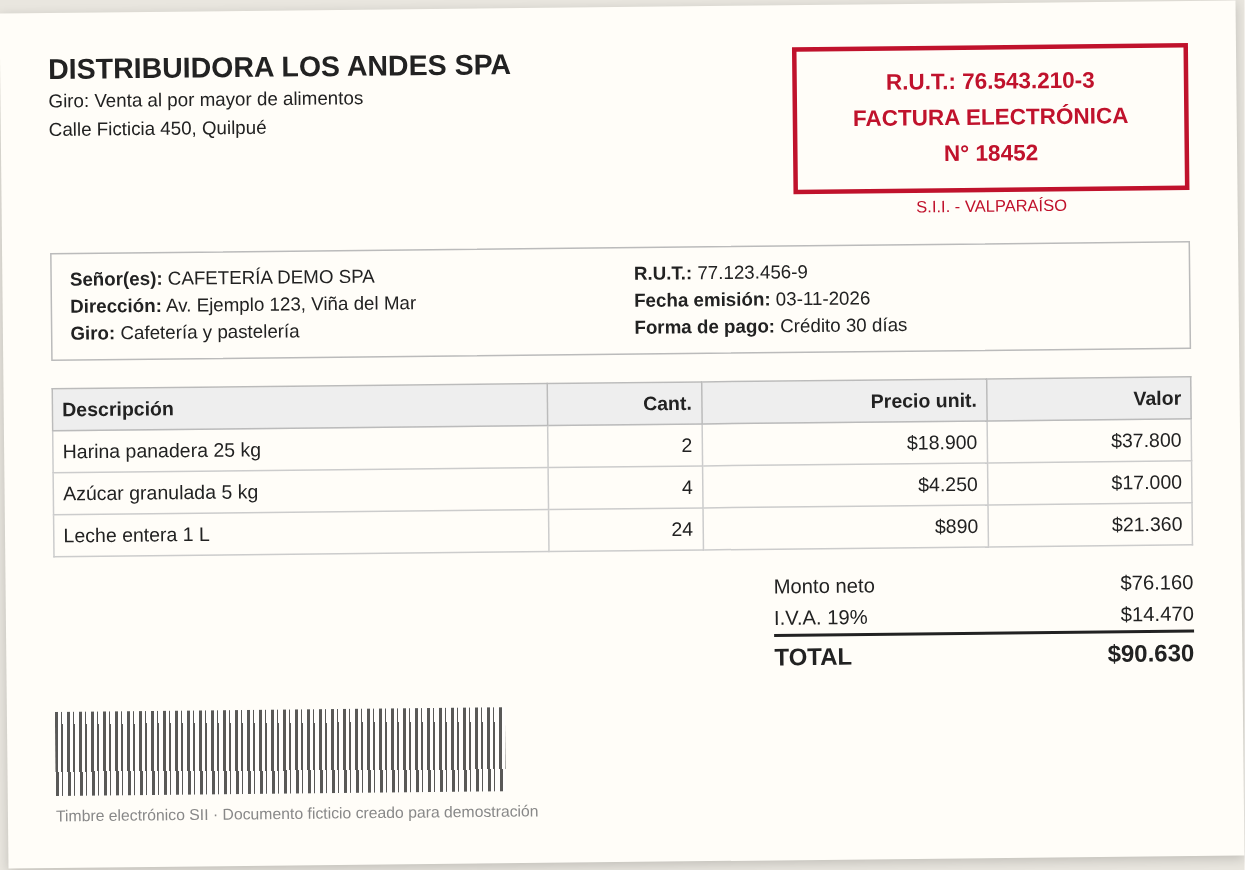 DISTRIBUIDORA LOS ANDES SPA
Giro: Venta al por mayor de alimentos
Calle Ficticia 450, Quilpué
R.U.T.: 76.543.210-3
FACTURA ELECTRÓNICA
N° 18452
S.I.I. - VALPARAÍSO
Señor(es): CAFETERÍA DEMO SPA
Dirección: Av. Ejemplo 123, Viña del Mar
Giro: Cafetería y pastelería
R.U.T.: 77.123.456-9
Fecha emisión: 03-11-2026
Forma de pago: Crédito 30 días
Descripción Cant. Precio unit. Valor
Harina panadera 25 kg 2 $18.900 $37.800
Azúcar granulada 5 kg 4 $4.250 $17.000
Leche entera 1 L 24 $890 $21.360
Monto neto $76.160
I.V.A. 19% $14.470
TOTAL $90.630
Timbre electrónico SII · Documento ficticio creado para demostración